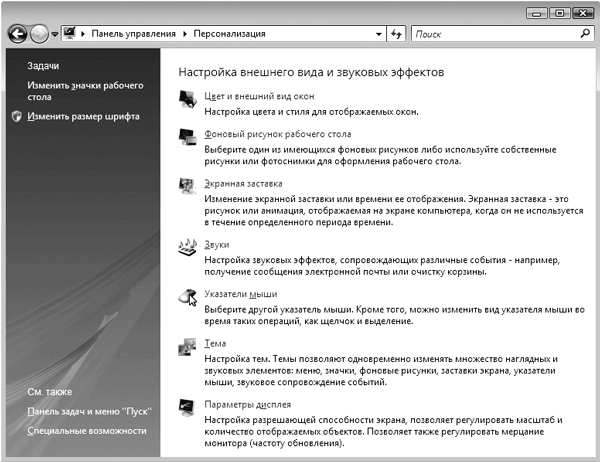 Панель управления Персонализация
Поиск
Задачи
Изменить значки рабочего
стола
Изменить размер шрифта
Настройка внешнего вида и звуковых эффектов
Цвет и внешний вид окон
Настройка цвета и стиля для отображаемых окон.
Фоновый рисунок рабочего стола
Выберите один из имеющихся фоновых рисунков либо используйте собственные
рисунки или фотоснимки для оформления рабочего стола.
Экранная заставка
Изменение экранной заставки или времени ее отображения. Экранная заставка - это
рисунок или анимация, отображаемая на экране компьютера, когда он не используется
в течение определенного периода времени.
Звуки
Настройка звуковых эффектов, сопровождающих различные события - например,
получение сообщения электронной почты или очистку корзины.
Указатели мыши
Выберите другой указатель мыши. Кроме того, можно изменить вид указателя мыши во
время таких операций, как щелчок и выделение.
Тема
Настройка тем. Темы позволяют одновременно изменять множество наглядных и
звуковых элементов: меню, значки, фоновые рисунки, заставки экрана, указатели
мыши, звуковое сопровождение событий.
Параметры дисплея
Настройка разрешающей способности экрана, позволяет регулировать масштаб и
количество отображаемых объектов. Позволяет также регулировать мерцание
монитора (частоту обновления).
См. также
Панель задач и меню "Пуск"
Специальные возможности